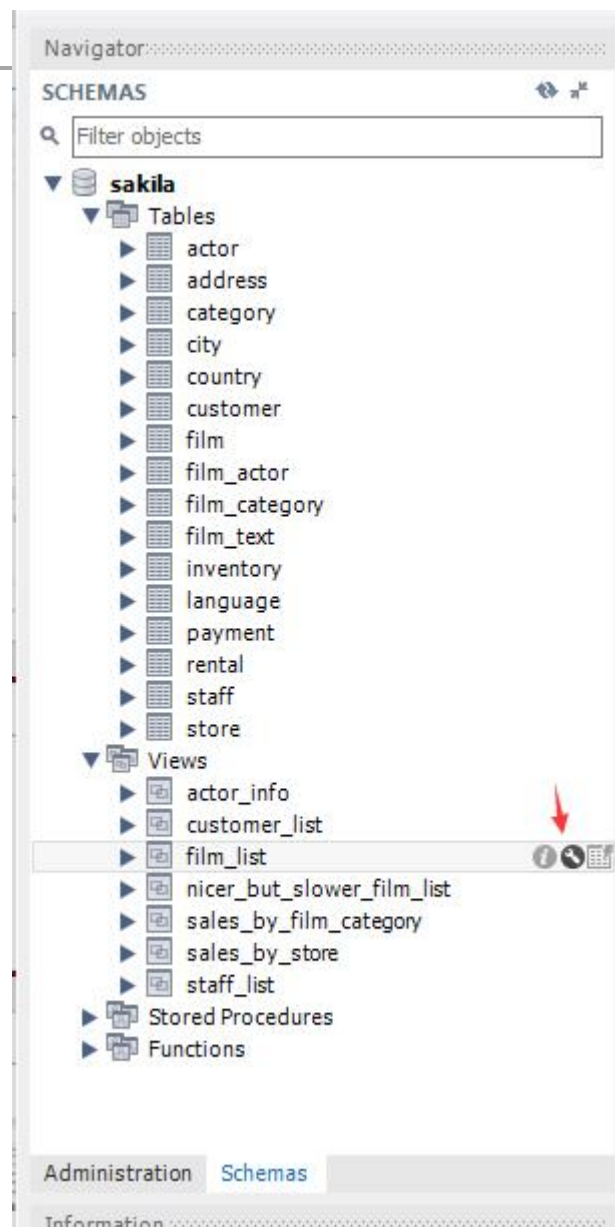 Navigator
SCHEMAS
Filter objects
sakila
Tables
actor
address
category
city
country
customer
film
film_actor
film_category
film_text
inventory
language
payment
rental
staff
store
Views
actor_info
customer_list
film_list
nicer_but_slower_film_list
sales_by_film_category
sales_by_store
staff_list
Stored Procedures
Functions
Administration Schemas
Information